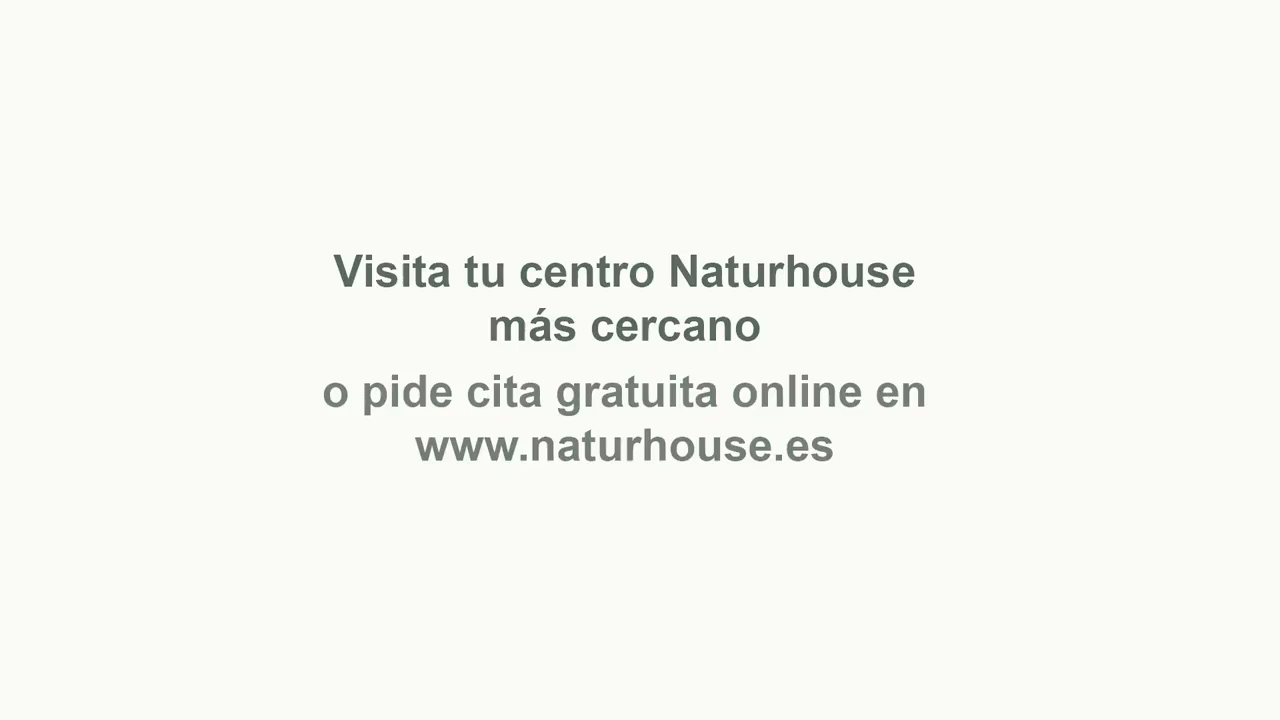 Visita tu centro Naturhouse
más cercano
o pide cita gratuita online en
www.naturhouse.es